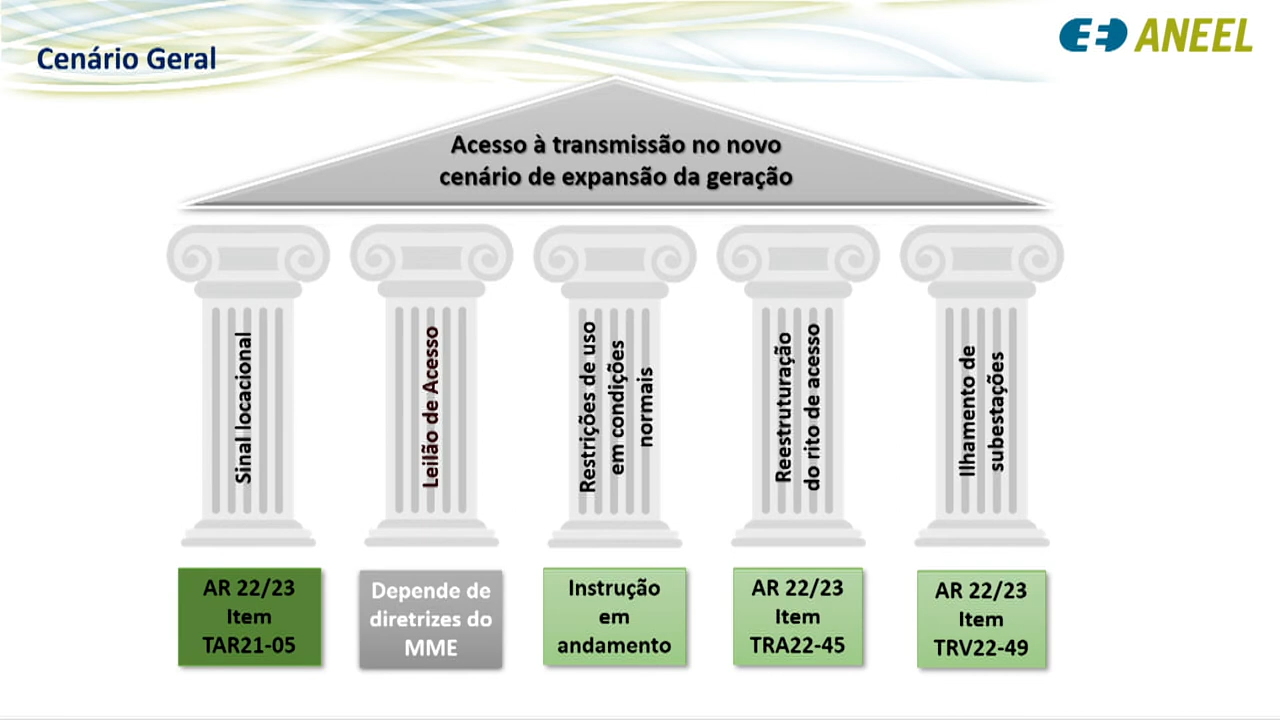 Cenário Geral
ANEEL
Acesso à transmissão no novo
cenário de expansão da geração
Sinal locacional
Leilão de Acesso
Restrições de uso
em condições
normais
Reestruturação
do rito de acesso
Ilhamento de
subestações
AR 22/23
Item
TAR21-05
Depende de
diretrizes do
MME
Instrução
em
andamento
AR 22/23
Item
TRA22-45
AR 22/23
Item
TRV22-49